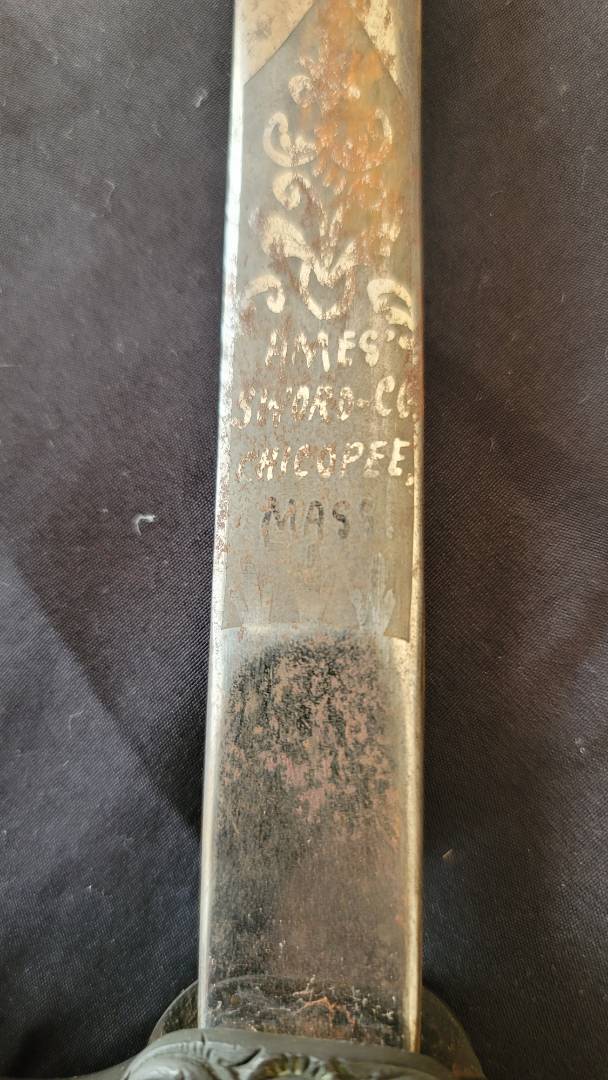 AMES
SWORD-CO.
CHICOPEE,
MASS.